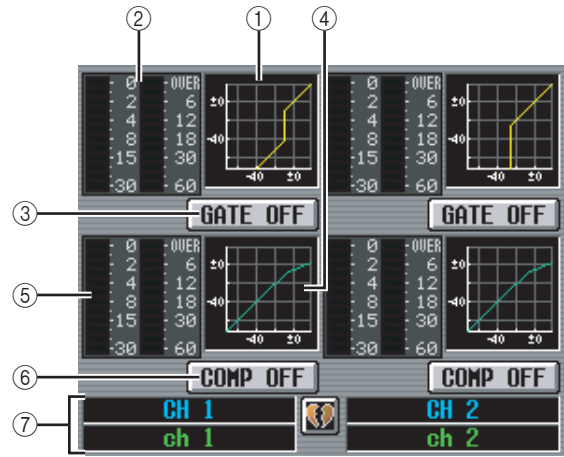 ② ① ④
0 OVER ±0 0 OVER ±0
2 6 2 6
4 12 4 12
8 18 -40 8 18 -40
15 30 15 30
30 60 -40 ±0 30 60 -40 ±0
③ GATE OFF GATE OFF
0 OVER ±0 0 OVER ±0
2 6 2 6
4 12 4 12
⑤ 8 18 -40 8 18 -40
15 30 15 30
30 60 -40 ±0 30 60 -40 ±0
⑥ COMP OFF COMP OFF
⑦ CH 1 CH 2
ch 1 ch 2